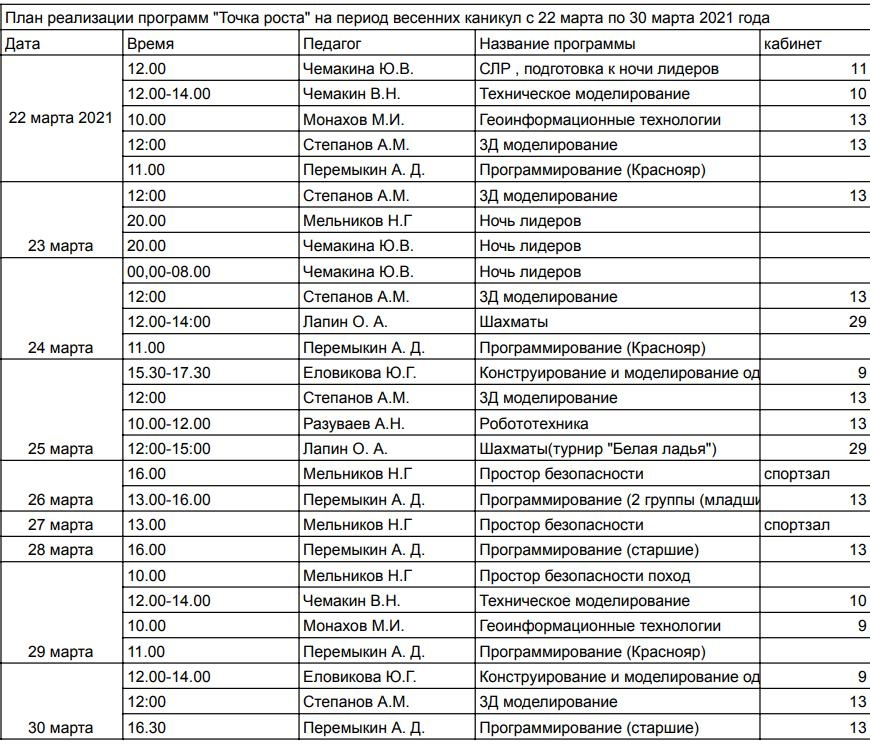 План реализации программ "Точка роста" на период весенних каникул с 22 марта по 30 марта 2021 года
Дата Время Педагог Название программы кабинет
12.00 Чемакина Ю.В. СЛР , подготовка к ночи лидеров 11
12.00-14.00 Чемакин В.Н. Техническое моделирование 10
22 марта 2021 10.00 Монахов М.И. Геоинформационные технологии 13
12:00 Степанов А.М. 3Д моделирование 13
11.00 Перемыкин А. Д. Программирование (Краснояр)
12:00 Степанов А.М. 3Д моделирование 13
20.00 Мельников Н.Г Ночь лидеров
23 марта 20.00 Чемакина Ю.В. Ночь лидеров
00,00-08.00 Чемакина Ю.В. Ночь лидеров
12:00 Степанов А.М. 3Д моделирование 13
12.00-14:00 Лапин О. А. Шахматы 29
24 марта 11.00 Перемыкин А. Д. Программирование (Краснояр)
15.30-17.30 Еловикова Ю.Г. Конструирование и моделирование од 9
12:00 Степанов А.М. 3Д моделирование 13
10.00-12.00 Разуваев А.Н. Робототехника 13
25 марта 12:00-15:00 Лапин О. А. Шахматы(турнир "Белая ладья") 29
16.00 Мельников Н.Г Простор безопасности спортзал
26 марта 13.00-16.00 Перемыкин А. Д. Программирование (2 группы (младши 13
27 марта 13.00 Мельников Н.Г Простор безопасности спортзал
28 марта 16.00 Перемыкин А. Д. Программирование (старшие) 13
10.00 Мельников Н.Г Простор безопасности поход
12.00-14.00 Чемакин В.Н. Техническое моделирование 10
10.00 Монахов М.И. Геоинформационные технологии 9
29 марта 11.00 Перемыкин А. Д. Программирование (Краснояр)
12.00-14.00 Еловикова Ю.Г. Конструирование и моделирование од 9
12:00 Степанов А.М. 3Д моделирование 13
30 марта 16.30 Перемыкин А. Д. Программирование (старшие) 13